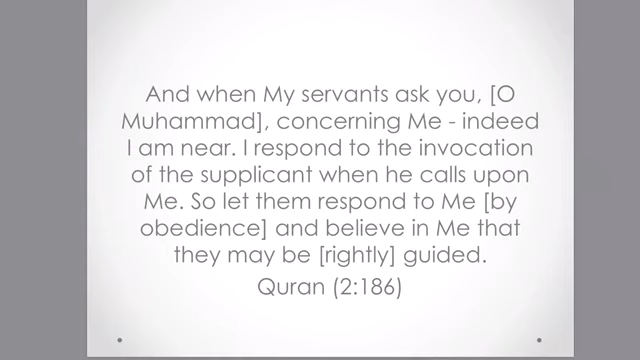 And when My servants ask you, [O
Muhammad], concerning Me - indeed
I am near. I respond to the invocation
of the supplicant when he calls upon
Me. So let them respond to Me [by
obedience] and believe in Me that
they may be [rightly] guided.
Quran (2:186)